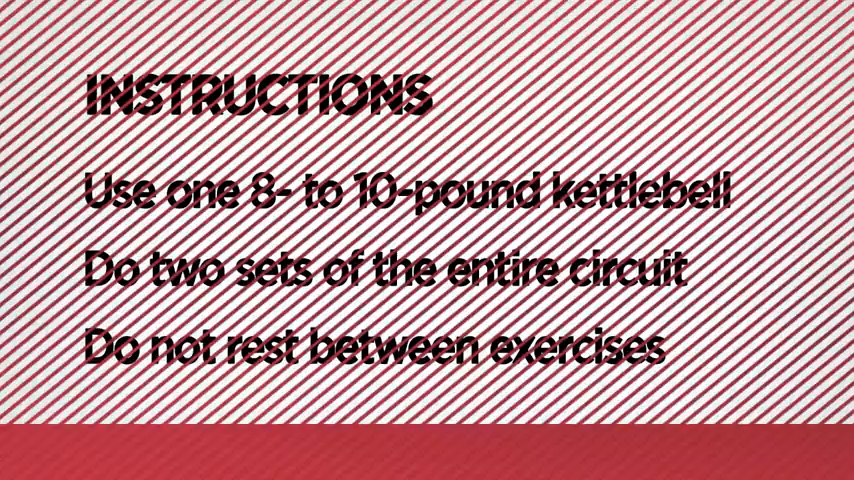 INSTRUCTIONS
Use one 8- to 10-pound kettlebell
Do two sets of the entire circuit
Do not rest between exercises